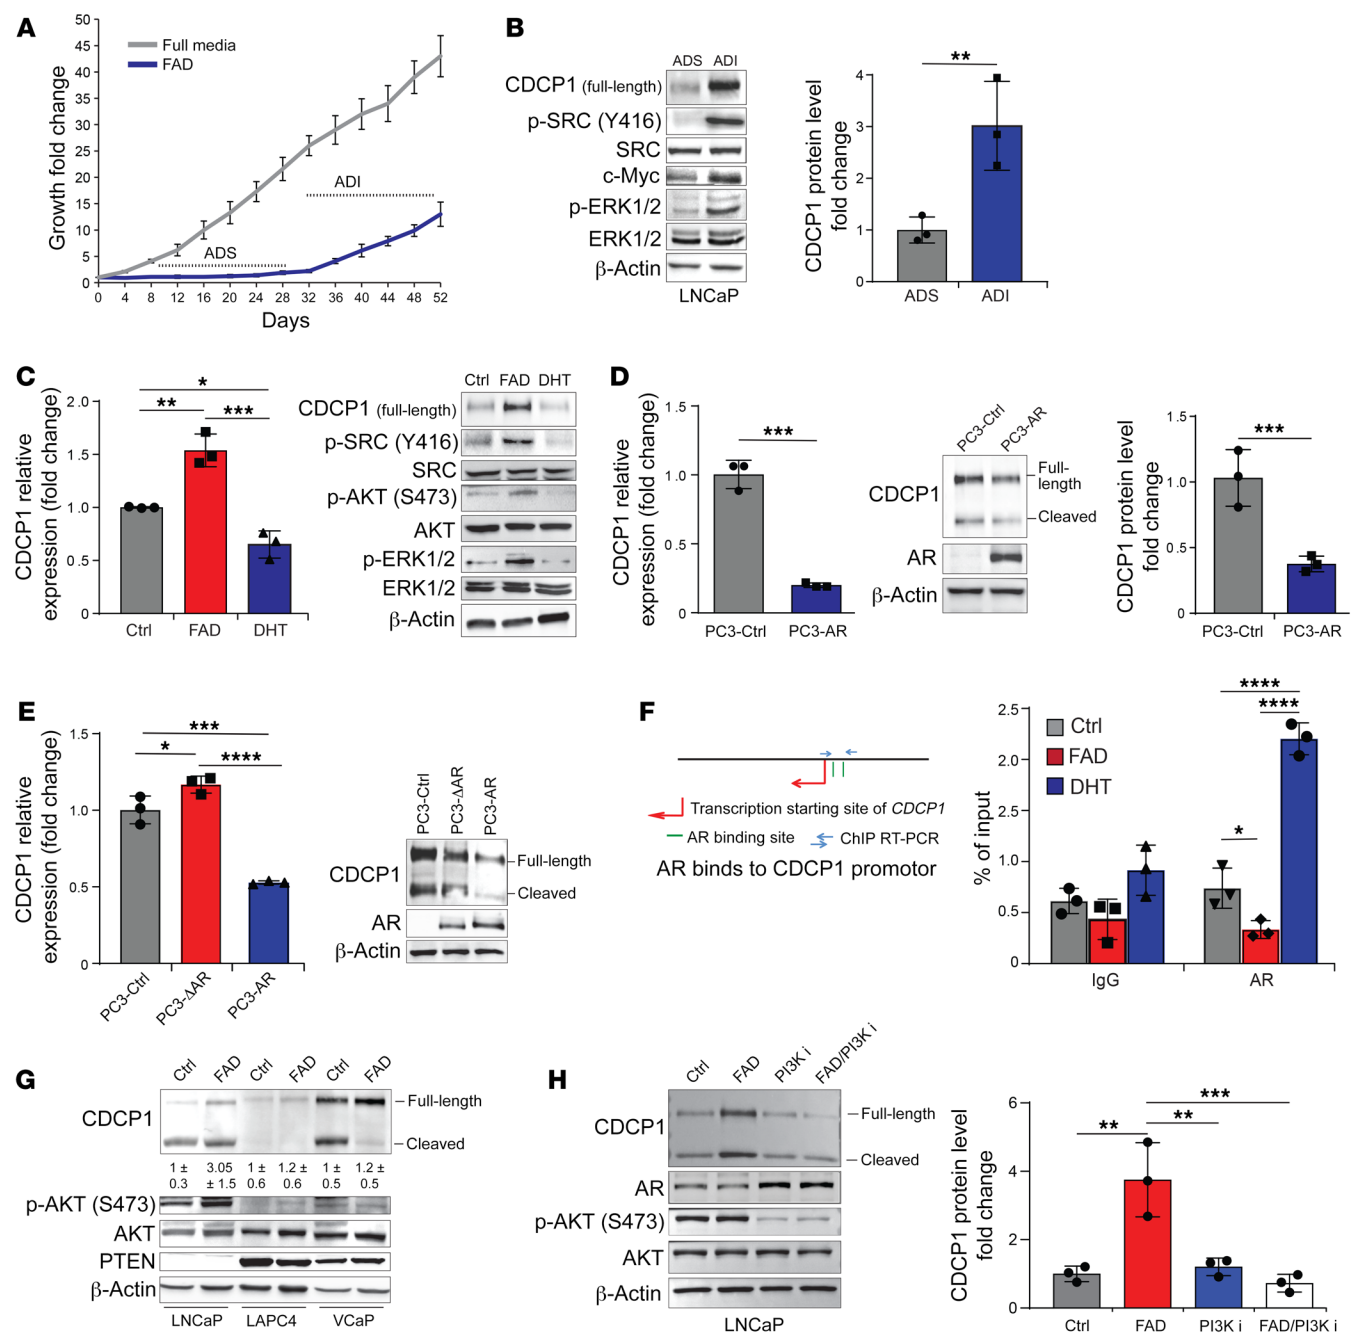 A
50
45
40
35
30
25
20
15
10
5
0
Growth fold change
Full media
FAD
ADI
ADS
0 4 8 12 16 20 24 28 32 36 40 44 48 52
Days
B
ADS ADI
CDCP1 (full-length)
p-SRC (Y416)
SRC
c-Myc
p-ERK1/2
ERK1/2
β-Actin
LNCaP
CDCP1 protein level
fold change
4
3
2
1
0
**
ADS ADI
C
CDCP1 relative
expression (fold change)
2.0
1.5
1.0
0.5
0
*
** ***
Ctrl FAD DHT
Ctrl FAD DHT
CDCP1 (full-length)
p-SRC (Y416)
SRC
p-AKT (S473)
AKT
p-ERK1/2
ERK1/2
β-Actin
D
CDCP1 relative
expression (fold change)
1.5
1.0
0.5
0
***
PC3-Ctrl PC3-AR
PC3-Ctrl PC3-AR
CDCP1
Full-
length
Cleaved
AR
β-Actin
CDCP1 protein level
fold change
1.5
1.0
0.5
0
***
PC3-Ctrl PC3-AR
E
CDCP1 relative
expression (fold change)
1.5
1.0
0.5
0
***
* ****
PC3-Ctrl PC3-ΔAR PC3-AR
PC3-Ctrl PC3-ΔAR PC3-AR
CDCP1
Full-length
Cleaved
AR
β-Actin
F
Transcription starting site of CDCP1
AR binding site ChIP RT-PCR
AR binds to CDCP1 promotor
% of input
2.5
2.0
2.5
1.0
0.5
0
Ctrl
FAD
DHT
****
****
*
IgG AR
G
Ctrl FAD Ctrl FAD Ctrl FAD
CDCP1
Full-length
Cleaved
1 ± 3.05 1 ± 1.2 ± 1 ± 1.2 ±
0.3 ± 1.5 0.6 0.6 0.5 0.5
p-AKT (S473)
AKT
PTEN
β-Actin
LNCaP LAPC4 VCaP
H
Ctrl FAD PI3K i FAD/PI3K i
CDCP1
Full-length
Cleaved
AR
p-AKT (S473)
AKT
β-Actin
LNCaP
CDCP1 protein level
fold change
6
4
2
0
***
** **
Ctrl FAD PI3K i FAD/PI3K i